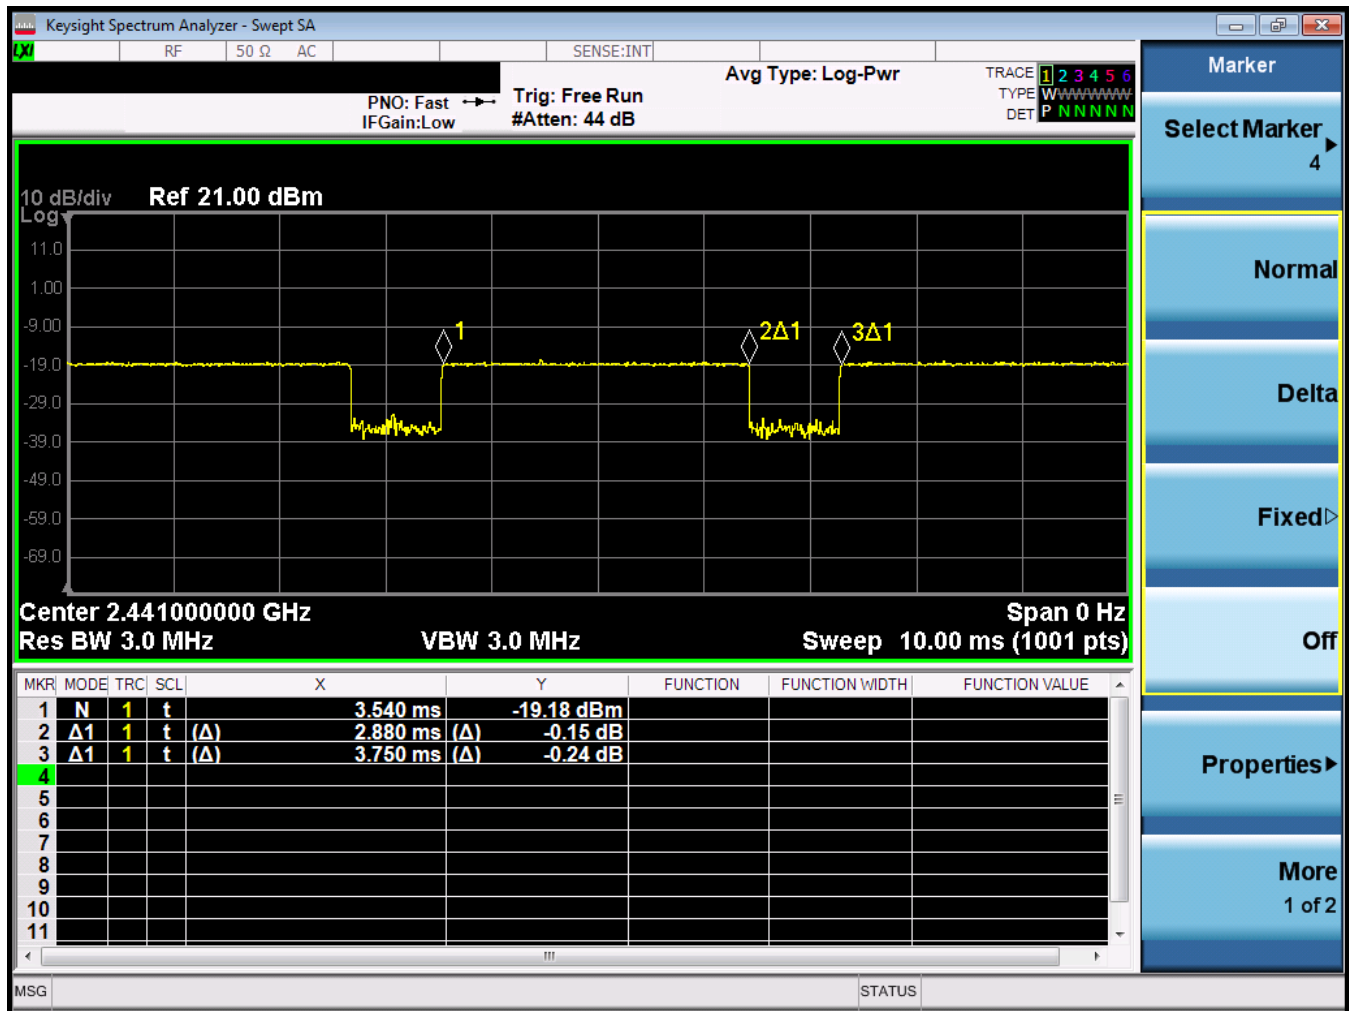 Keysight Spectrum Analyzer - Swept SA
LXI RF 50 Ω AC SENSE:INT
Avg Type: Log-Pwr
PNO: Fast
IFGain:Low
Trig: Free Run
#Atten: 44 dB
TRACE 1 2 3 4 5 6
TYPE WWWWWWW
DET P N N N N N
10 dB/div
Log
Ref 21.00 dBm
11.0
1.00
-9.00
-19.0
-29.0
-39.0
-49.0
-59.0
-69.0
1
2Δ1
3Δ1
Center 2.441000000 GHz
Span 0 Hz
Res BW 3.0 MHz
VBW 3.0 MHz
Sweep 10.00 ms (1001 pts)
MKR MODE TRC SCL X Y FUNCTION FUNCTION WIDTH FUNCTION VALUE
1 N 1 t 3.540 ms -19.18 dBm
2 Δ1 1 t (Δ) 2.880 ms (Δ) -0.15 dB
3 Δ1 1 t (Δ) 3.750 ms (Δ) -0.24 dB
4
5
6
7
8
9
10
11
MSG
STATUS
Marker
Select Marker
4
Normal
Delta
Fixed
Off
Properties
More
1 of 2